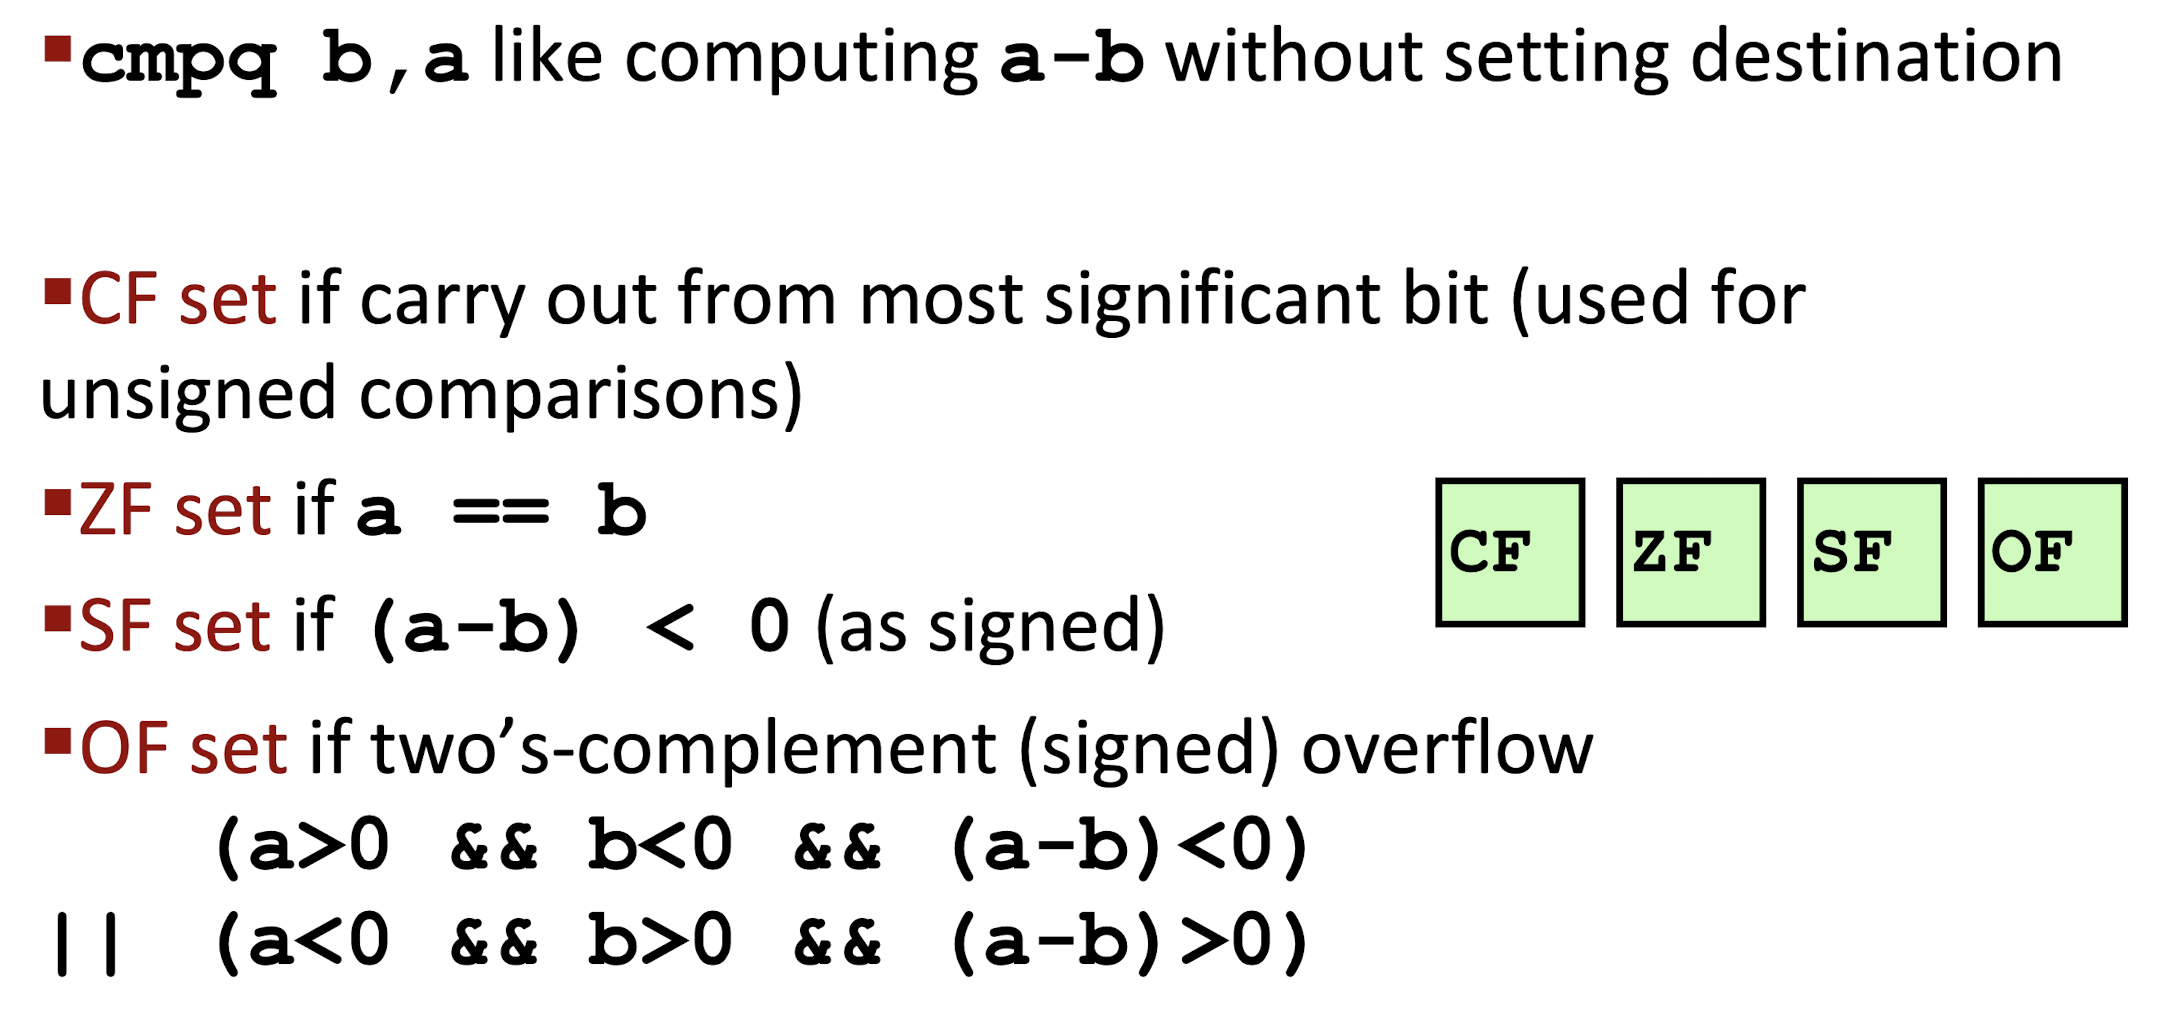 ▪cmpq b,a like computing a-b without setting destination
▪CF set if carry out from most significant bit (used for
unsigned comparisons)
▪ZF set if a == b
▪SF set if (a-b) < 0 (as signed)
CF ZF SF OF
▪OF set if two’s-complement (signed) overflow
(a>0 && b<0 && (a-b)<0)
|| (a<0 && b>0 && (a-b)>0)